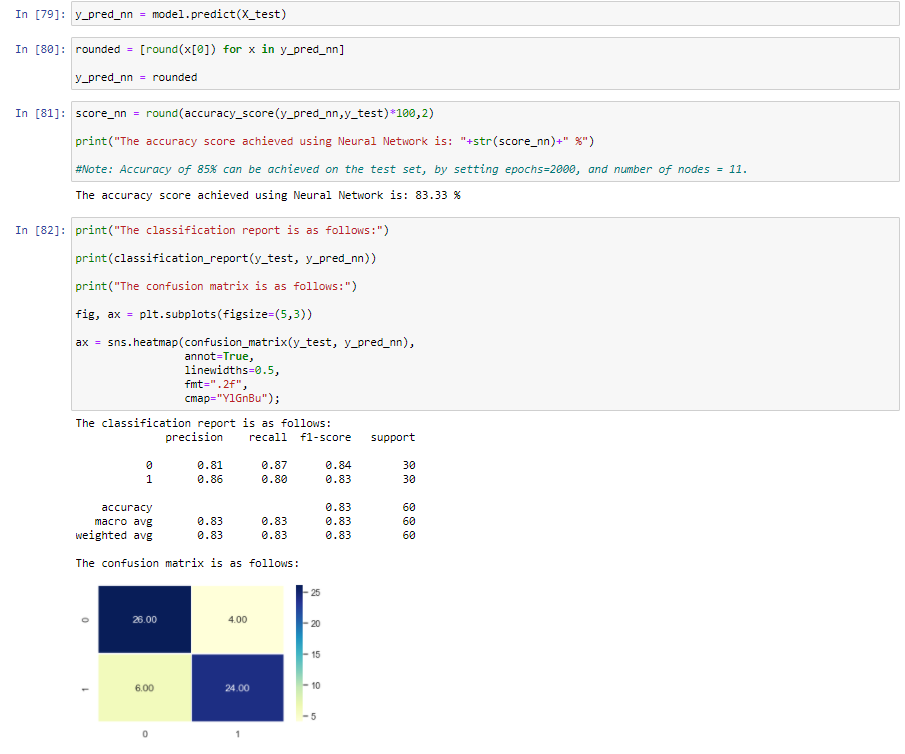 In [79]: y_pred_nn = model.predict(X_test)
In [80]: rounded = [round(x[0]) for x in y_pred_nn]
y_pred_nn = rounded
In [81]: score_nn = round(accuracy_score(y_pred_nn,y_test)*100,2)
print("The accuracy score achieved using Neural Network is: "+str(score_nn)+" %")
#Note: Accuracy of 85% can be achieved on the test set, by setting epochs=2000, and number of nodes = 11.
The accuracy score achieved using Neural Network is: 83.33 %
In [82]: print("The classification report is as follows:")
print(classification_report(y_test, y_pred_nn))
print("The confusion matrix is as follows:")
fig, ax = plt.subplots(figsize=(5,3))
ax = sns.heatmap(confusion_matrix(y_test, y_pred_nn),
annot=True,
linewidths=0.5,
fmt=".2f",
cmap="YlGnBu");
The classification report is as follows:
precision recall f1-score support
0 0.81 0.87 0.84 30
1 0.86 0.80 0.83 30
accuracy 0.83 60
macro avg 0.83 0.83 0.83 60
weighted avg 0.83 0.83 0.83 60
The confusion matrix is as follows:
25
0 26.00 4.00
20
15
1 6.00 24.00
10
5
0 1